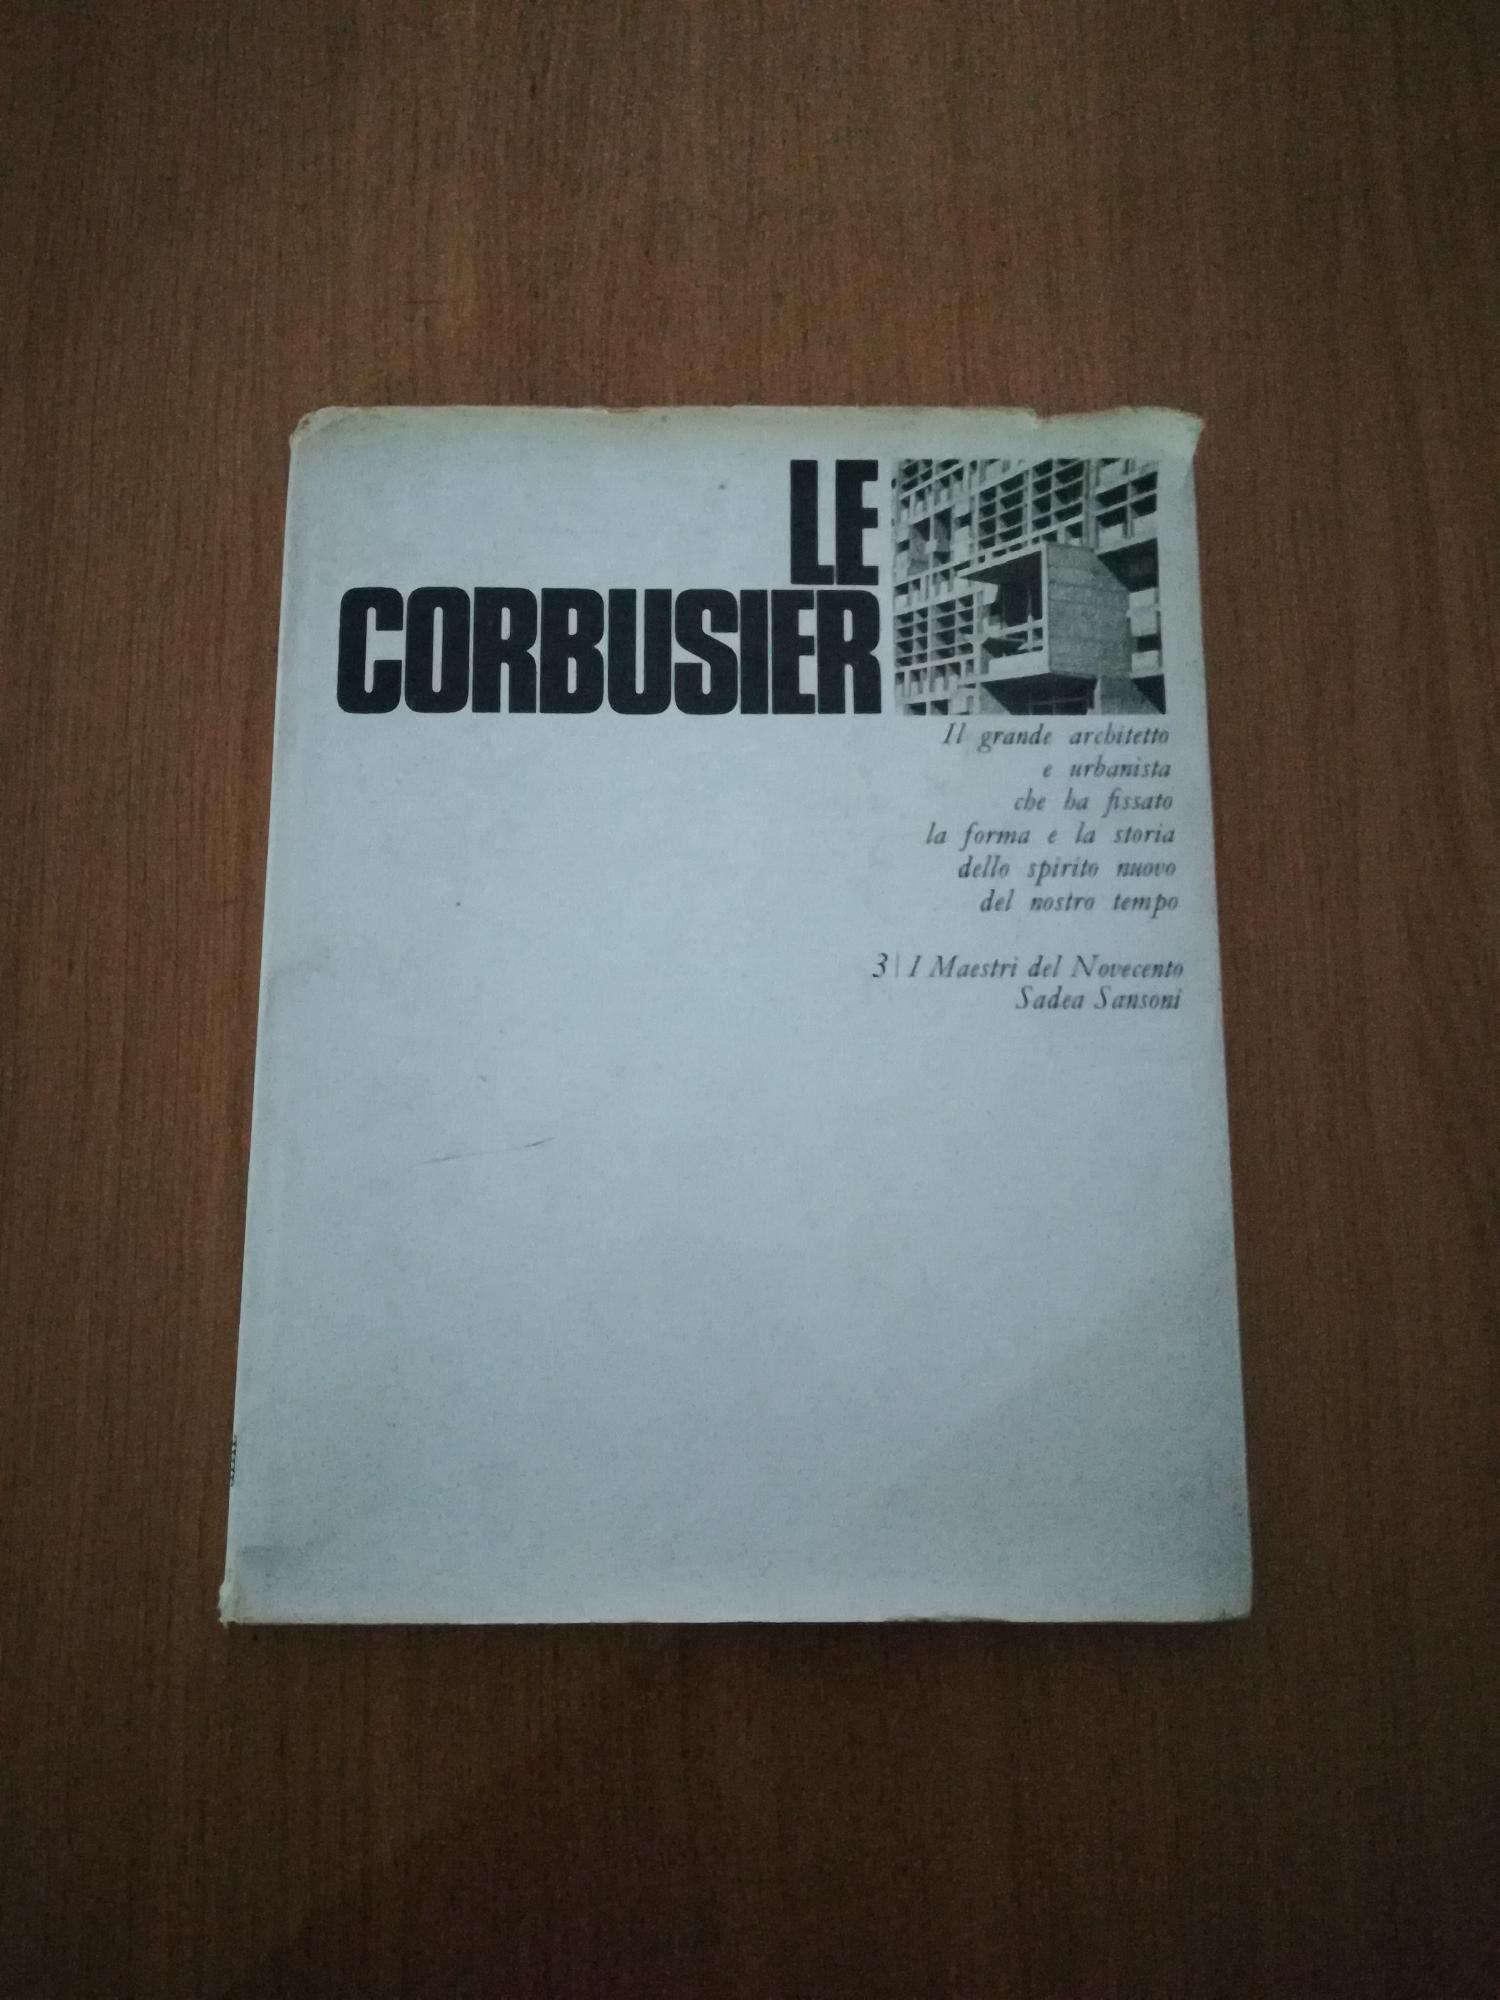 LE
CORBUSIER
Il grande architetto
e urbanista
che ha fissato
la forma e la storia
dello spirito nuovo
del nostro tempo
3 | I Maestri del Novecento
Sadea Sansoni